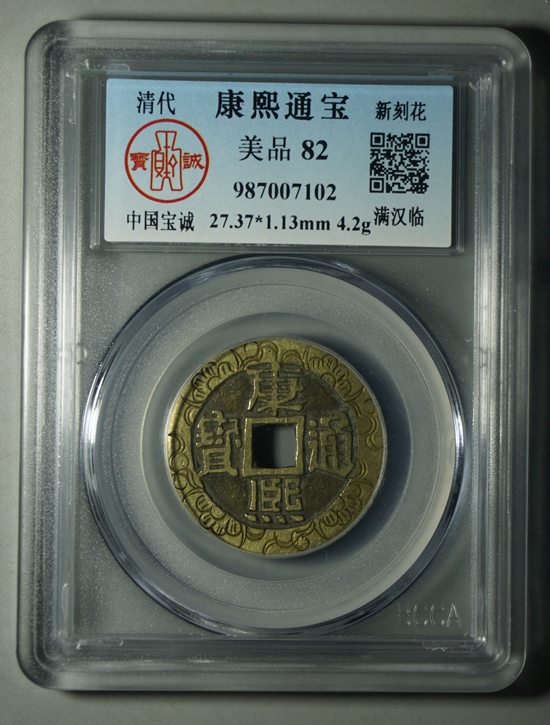 清代 康熙通宝 新刻花
寶 誠
美品 82
987007102
中国宝诚 27.37*1.13mm 4.2g 满汉临
康
寶 通
熙